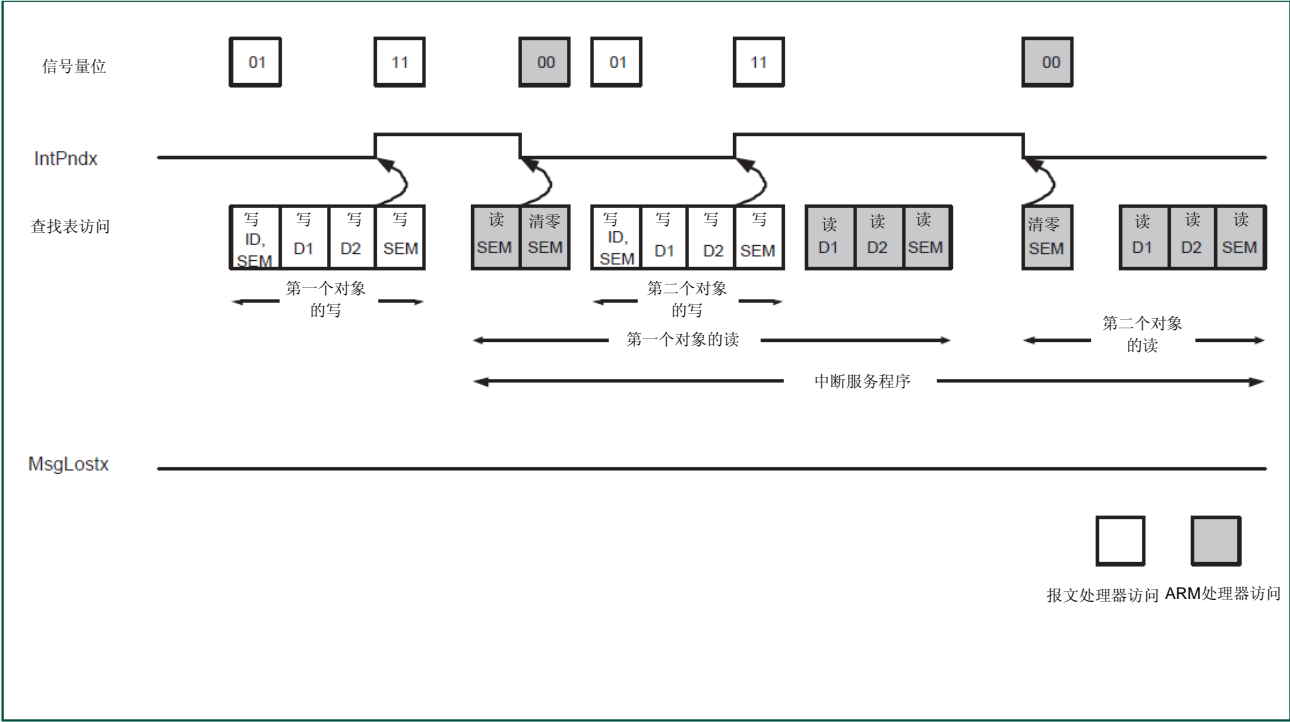 信号量位
01
11
00
01
11
00
IntPndx
查找表访问
写
ID,
SEM
写
D1
写
D2
写
SEM
读
SEM
清零
SEM
写
ID,
SEM
写
D1
写
D2
写
SEM
读
D1
读
D2
读
SEM
清零
SEM
读
D1
读
D2
读
SEM
第一个对象
的写
第二个对象
的写
第一个对象的读
第二个对象
的读
中断服务程序
MsgLostx
报文处理器访问
ARM处理器访问